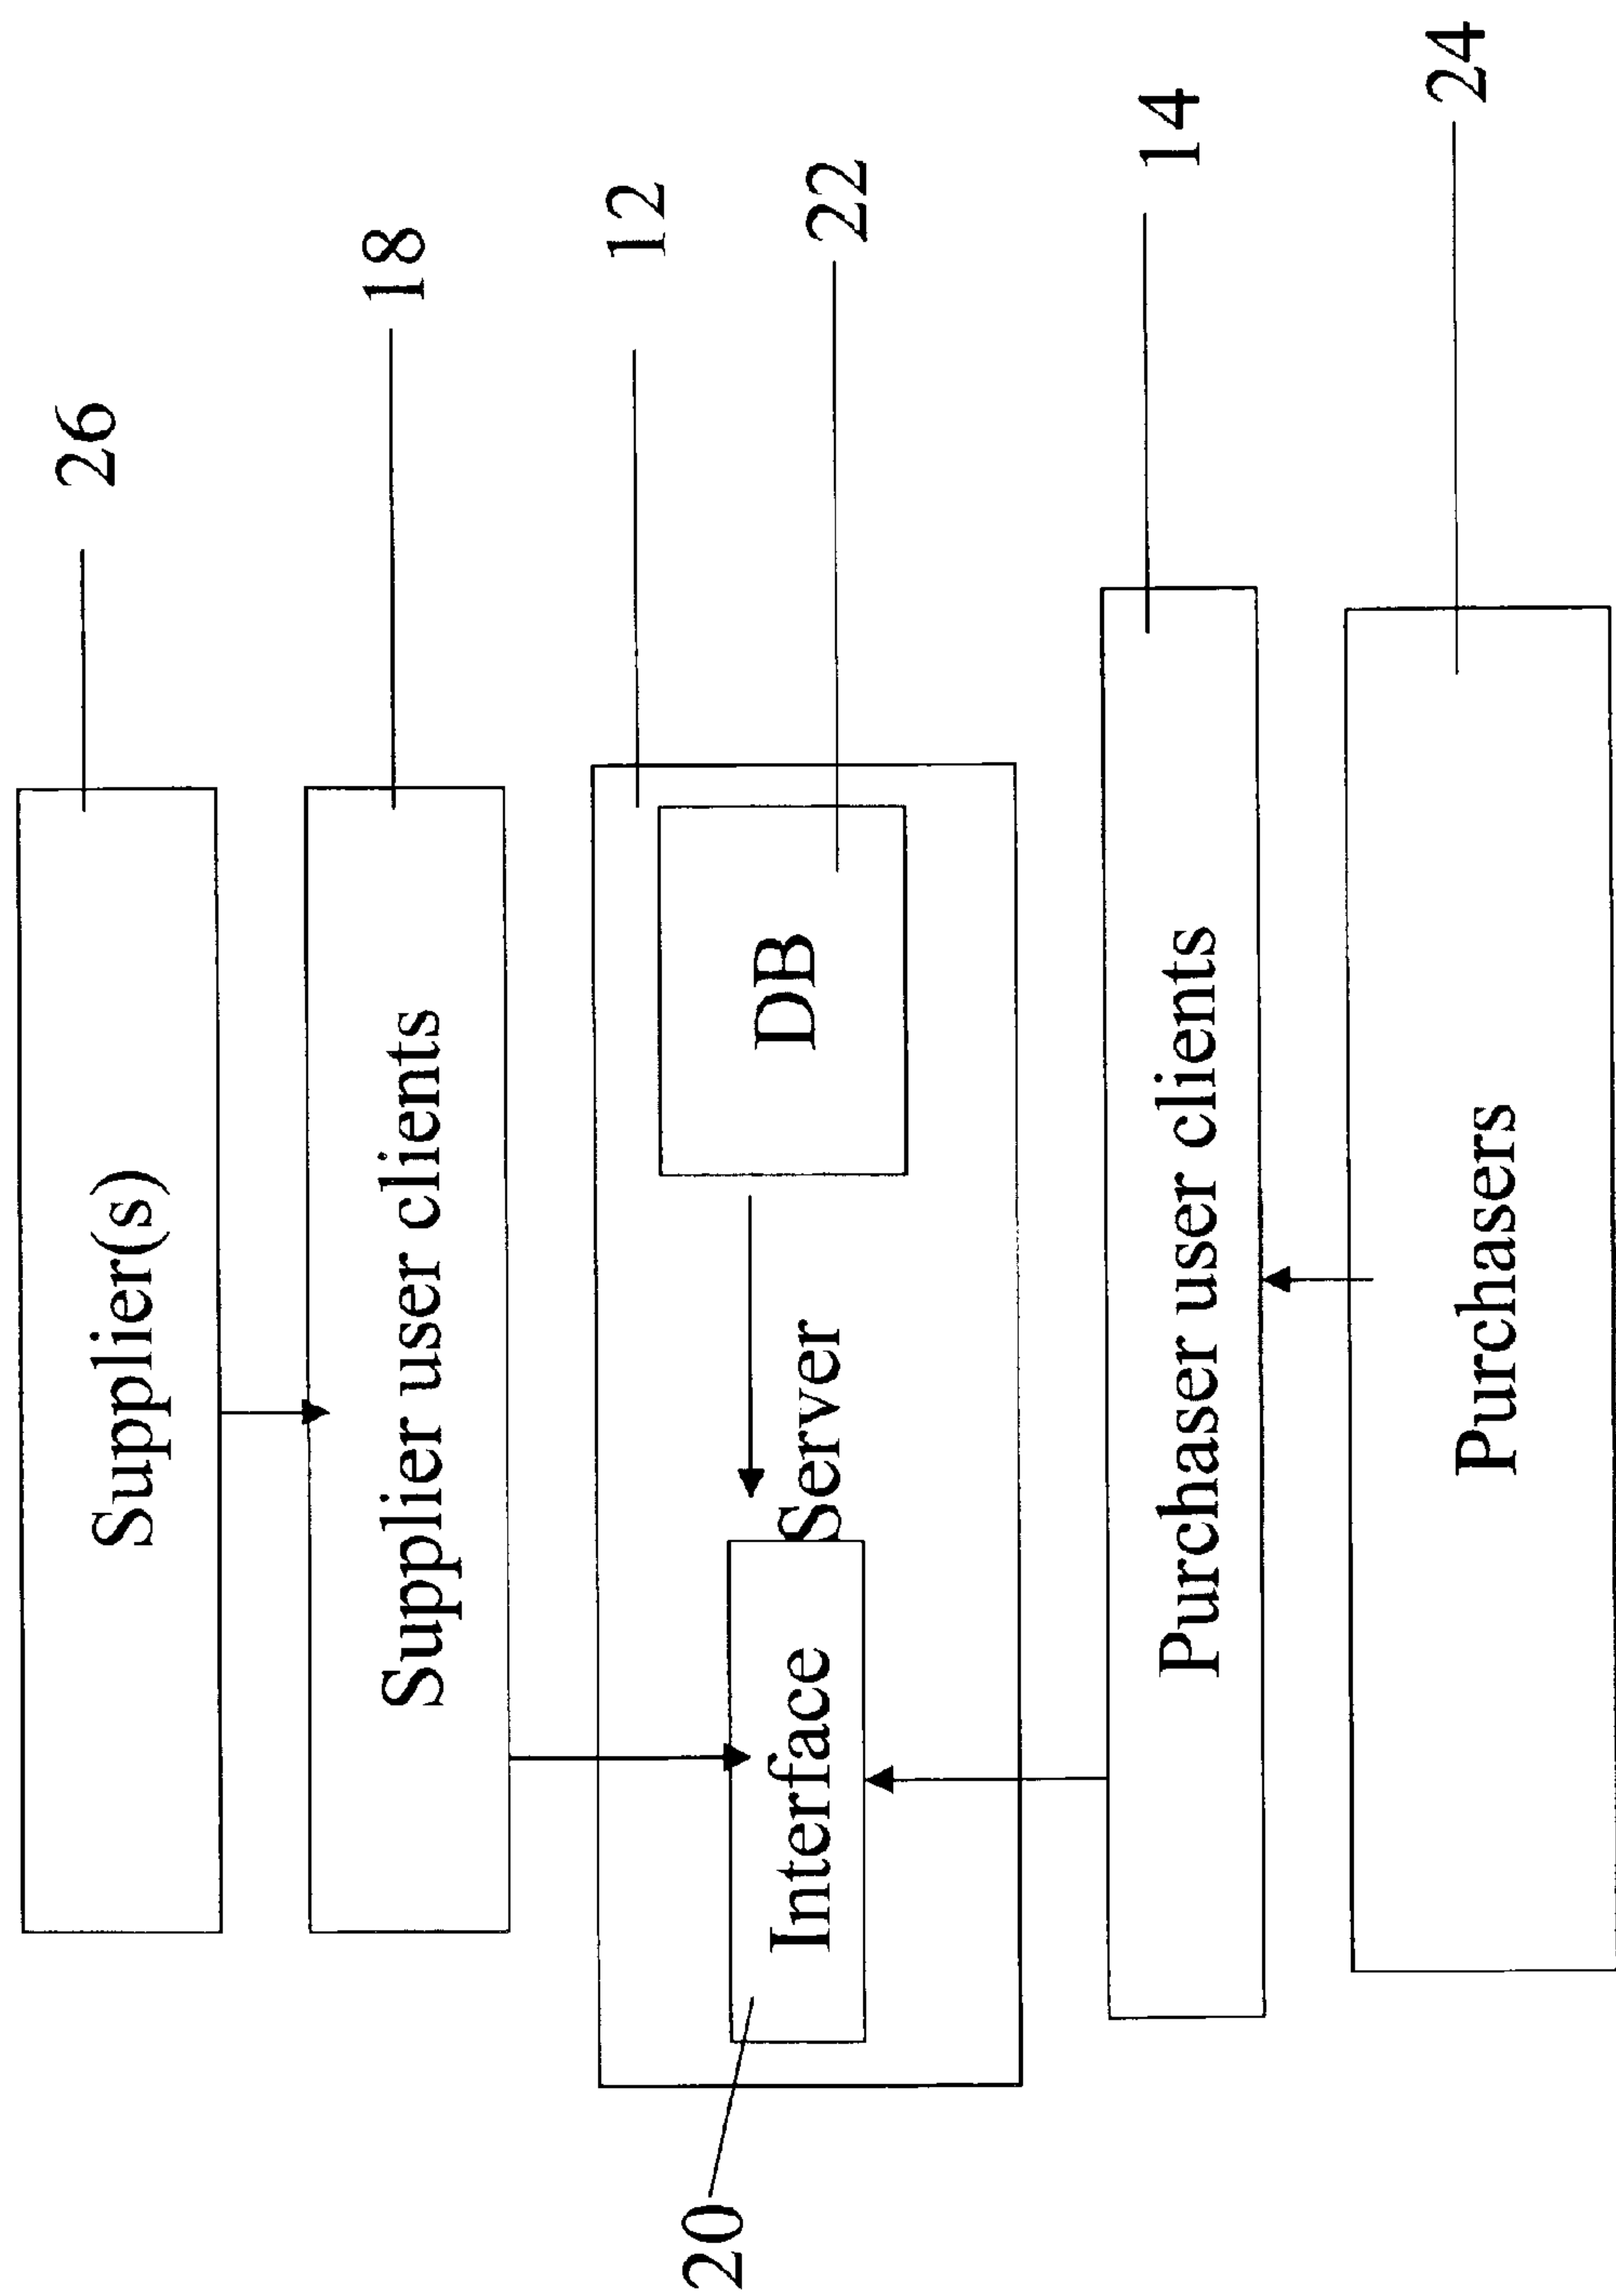 Supplier(s)
26
Supplier user clients
18
12
20
Interface
Server
DB
22
Purchaser user clients
14
Purchasers
24